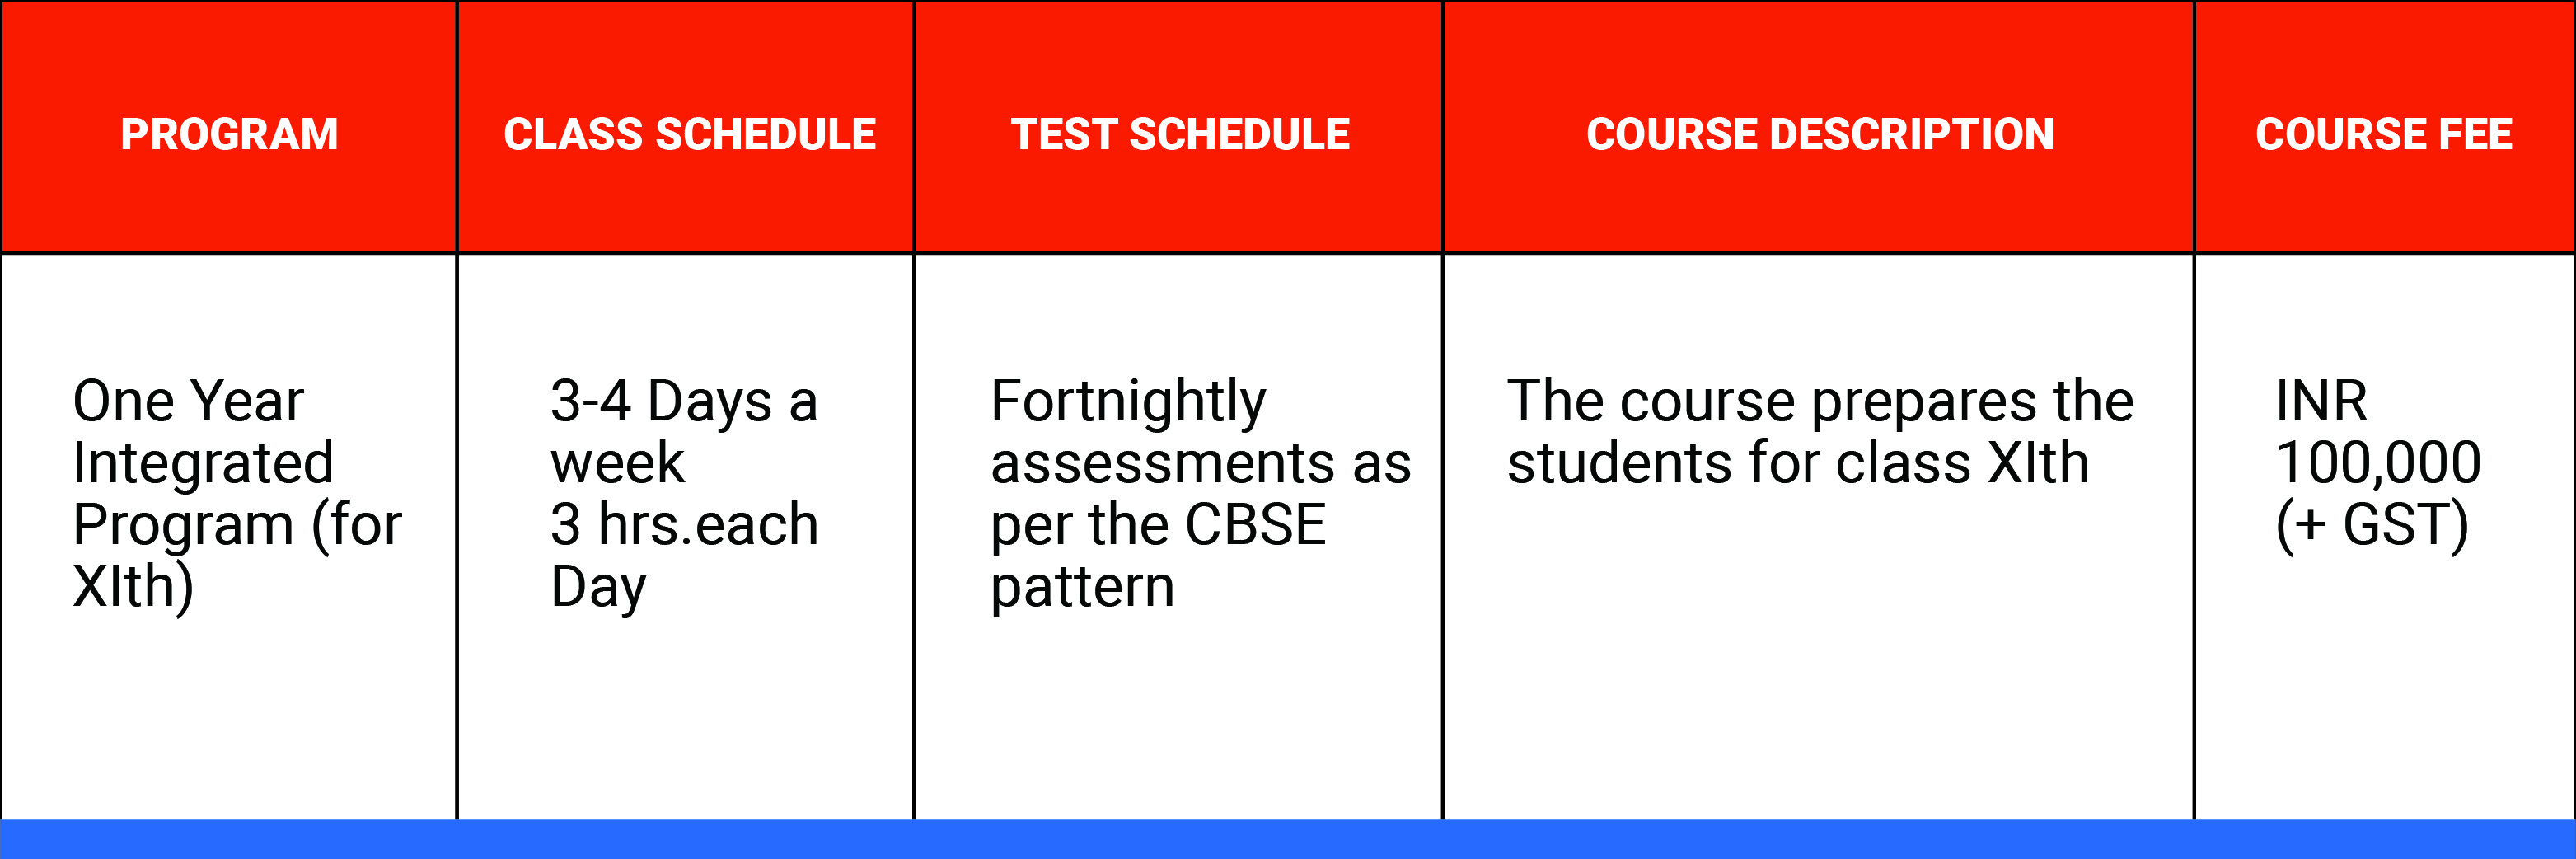 PROGRAM
CLASS SCHEDULE
TEST SCHEDULE
COURSE DESCRIPTION
COURSE FEE
One Year
Integrated
Program (for
XIth)
3-4 Days a
week
3 hrs.each
Day
Fortnightly
assessments as
per the CBSE
pattern
The course prepares the
students for class XIth
INR
100,000
(+ GST)